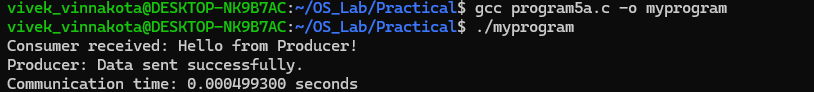 vivek_vinnakota@DESKTOP-NK9B7AC:~/OS_Lab/Practical$ gcc program5a.c -o myprogram
vivek_vinnakota@DESKTOP-NK9B7AC:~/OS_Lab/Practical$ ./myprogram
Consumer received: Hello from Producer!
Producer: Data sent successfully.
Communication time: 0.000499300 seconds